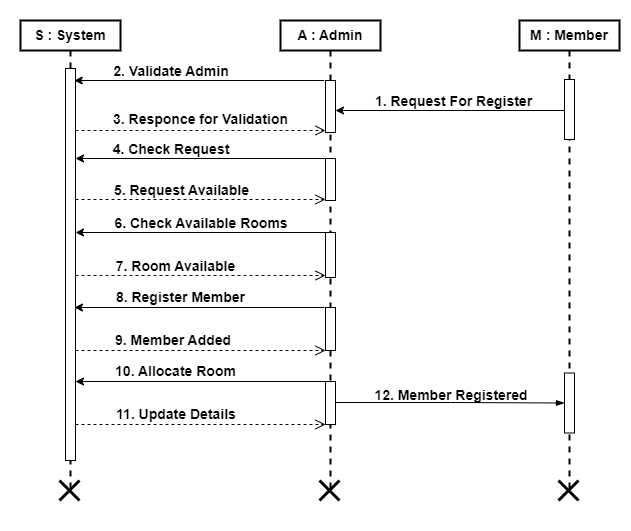 S : System
A : Admin
M : Member
2. Validate Admin
1. Request For Register
3. Responce for Validation
4. Check Request
5. Request Available
6. Check Available Rooms
7. Room Available
8. Register Member
9. Member Added
10. Allocate Room
12. Member Registered
11. Update Details